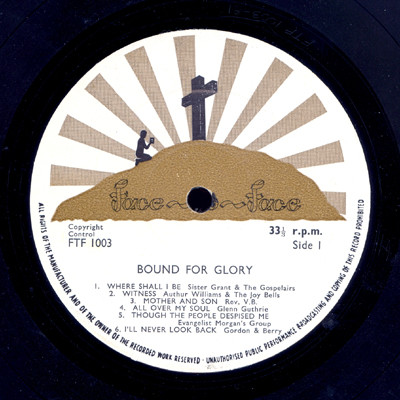 Face to Face
Copyright
Control
FTF 1003
33⅓ r.p.m.
Side 1
BOUND FOR GLORY
1. WHERE SHALL I BE Sister Grant & The Gospelairs
2. WITNESS Authur Williams & The Joy Bells
3. MOTHER AND SON Rev. V.B.
4. ALL OVER MY SOUL Glenn Guthrie
5. THOUGH THE PEOPLE DESPISED ME
Evangelist Morgan's Group
6. I'LL NEVER LOOK BACK Gordon & Berry
ALL RIGHTS OF THE MANUFACTURER AND OF THE OWNER OF THE RECORDED WORK RESERVED · UNAUTHORISED PUBLIC PERFORMANCE BROADCASTING AND COPYING OF THIS RECORD PROHIBITED